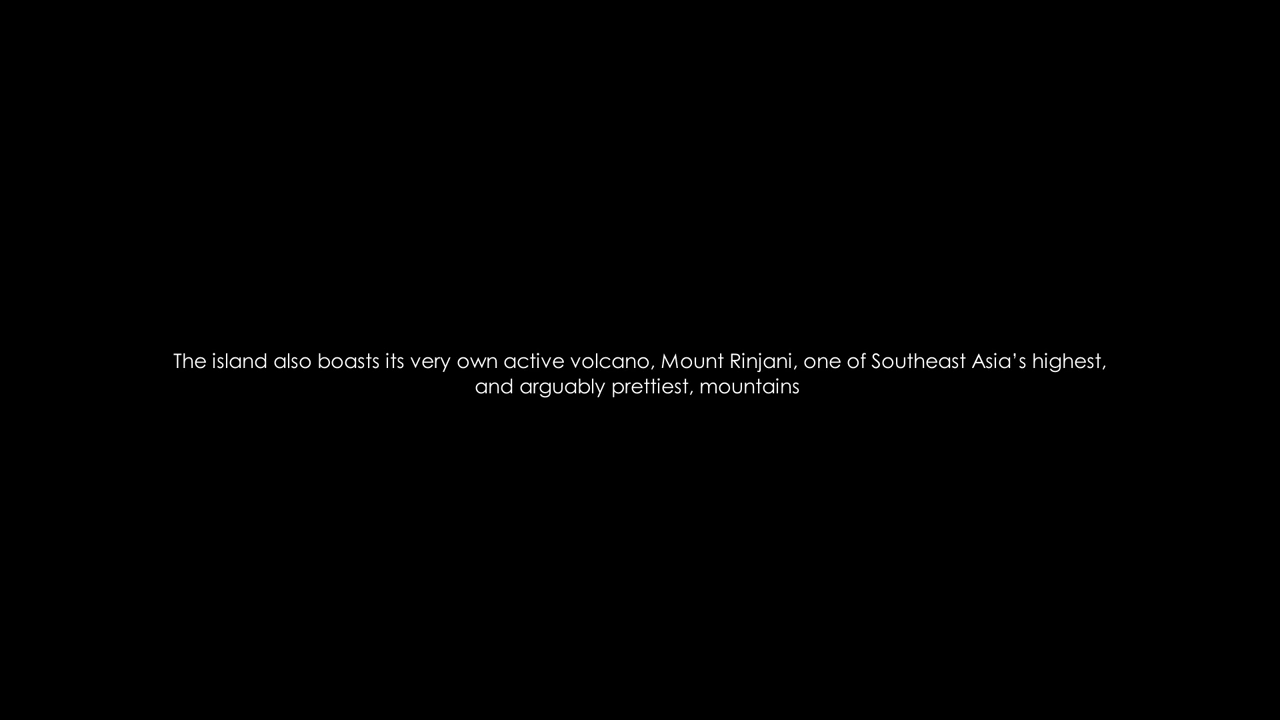 The island also boasts its very own active volcano, Mount Rinjani, one of Southeast Asia’s highest,
and arguably prettiest, mountains